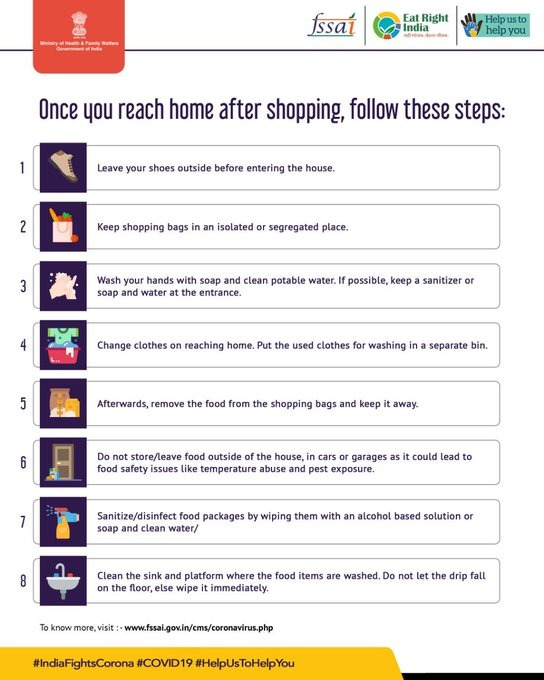 Ministry of Health & Family Welfare
Government of India
fssai
Eat Right
India
सही भोजन. बेहतर जीवन.
Help us to
help you
Once you reach home after shopping, follow these steps:
1
Leave your shoes outside before entering the house.
2
Keep shopping bags in an isolated or segregated place.
3
Wash your hands with soap and clean potable water. If possible, keep a sanitizer or
soap and water at the entrance.
4
Change clothes on reaching home. Put the used clothes for washing in a separate bin.
5
Afterwards, remove the food from the shopping bags and keep it away.
6
Do not store/leave food outside of the house, in cars or garages as it could lead to
food safety issues like temperature abuse and pest exposure.
7
Sanitize/disinfect food packages by wiping them with an alcohol based solution or
soap and clean water/
8
Clean the sink and platform where the food items are washed. Do not let the drip fall
on the floor, else wipe it immediately.
To know more, visit : - www.fssai.gov.in/cms/coronavirus.php
#IndiaFightsCorona #COVID19 #HelpUsToHelpYou